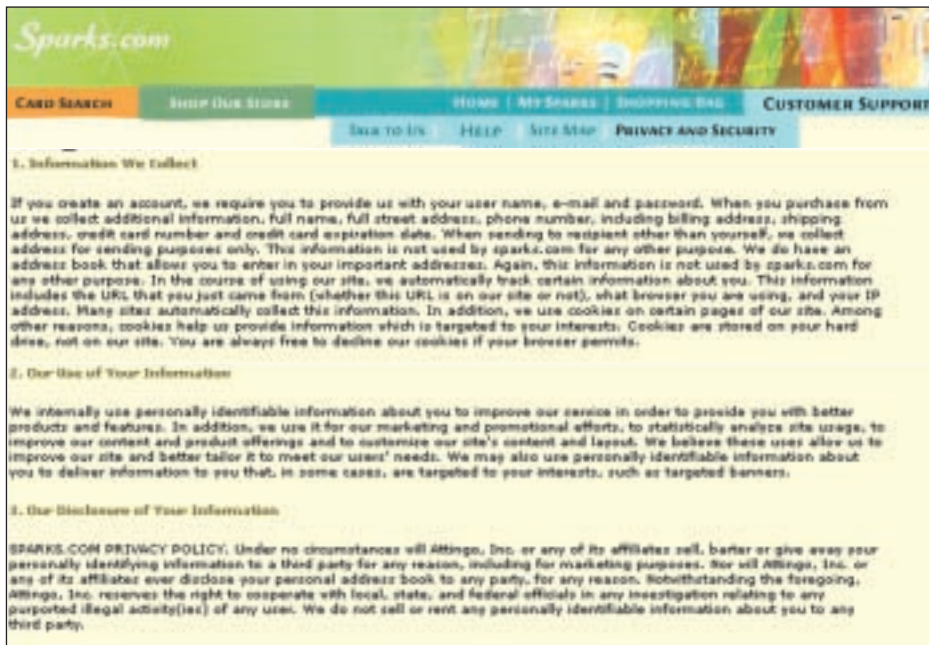 Sparks.com
CARD SEARCH SHOP OUR STORE HOME | MY SPARKS | SHOPPING BAG CUSTOMER SUPPORT
TALK TO US HELP SITE MAP PRIVACY AND SECURITY
1. Information We Collect
If you create an account, we require you to provide us with your user name, e-mail and password. When you purchase from
us we collect additional information, full name, full street address, phone number, including billing address, shipping
address, credit card number and credit card expiration date. When sending to recipient other than yourself, we collect
address for sending purposes only. This information is not used by sparks.com for any other purpose. We do have an
address book that allows you to enter in your important addresses. Again, this information is not used by sparks.com for
any other purpose. In the course of using our site, we automatically track certain information about you. This information
includes the URL that you just came from (whether this URL is on our site or not), what browser you are using, and your IP
address. Many sites automatically collect this information. In addition, we use cookies on certain pages of our site. Among
other reasons, cookies help us provide information which is targeted to your interests. Cookies are stored on your hard
drive, not on our site. You are always free to decline our cookies if your browser permits.
2. Our Use of Your Information
We internally use personally identifiable information about you to improve our service in order to provide you with better
products and features. In addition, we use it for our marketing and promotional efforts, to statistically analyze site usage, to
improve our content and product offerings and to customize our site's content and layout. We believe these uses allow us to
improve our site and better tailor it to meet our users' needs. We may also use personally identifiable information about
you to deliver information to you that, in some cases, are targeted to your interests, such as targeted banners.
3. Our Disclosure of Your Information
SPARKS.COM PRIVACY POLICY. Under no circumstances will Attingo, Inc. or any of its affiliates sell, barter or give away your
personally identifying information to a third party for any reason, including for marketing purposes. Nor will Attingo, Inc. or
any of its affiliates ever disclose your personal address book to any party, for any reason. Notwithstanding the foregoing,
Attingo, Inc. reserves the right to cooperate with local, state, and federal officials in any investigation relating to any
purported illegal activity(ies) of any user. We do not sell or rent any personally identifiable information about you to any
third party.